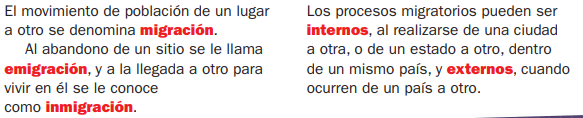 El movimiento de población de un lugar
a otro se denomina migración.
Al abandono de un sitio se le llama
emigración, y a la llegada a otro para
vivir en él se le conoce
como inmigración.
Los procesos migratorios pueden ser
internos, al realizarse de una ciudad
a otra, o de un estado a otro, dentro
de un mismo país, y externos, cuando
ocurren de un país a otro.